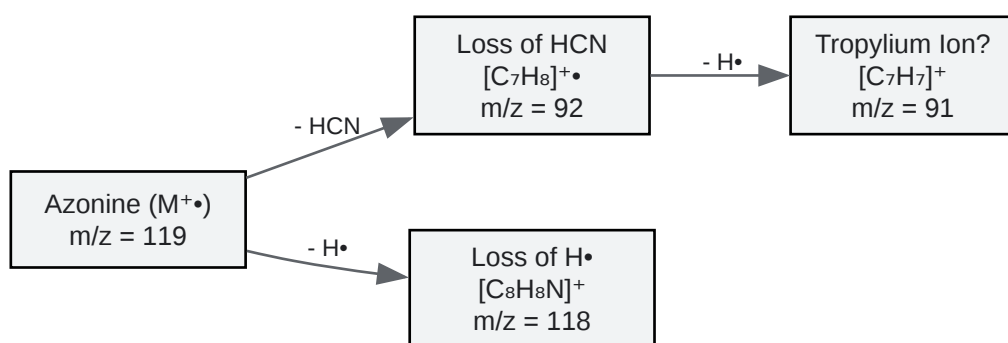 Loss of HCN
[C₇H₈]⁺•
m/z = 92
- H•
Tropylium Ion?
[C₇H₇]⁺
m/z = 91
- HCN
Azonine (M⁺•)
m/z = 119
- H•
Loss of H•
[C₈H₈N]⁺
m/z = 118